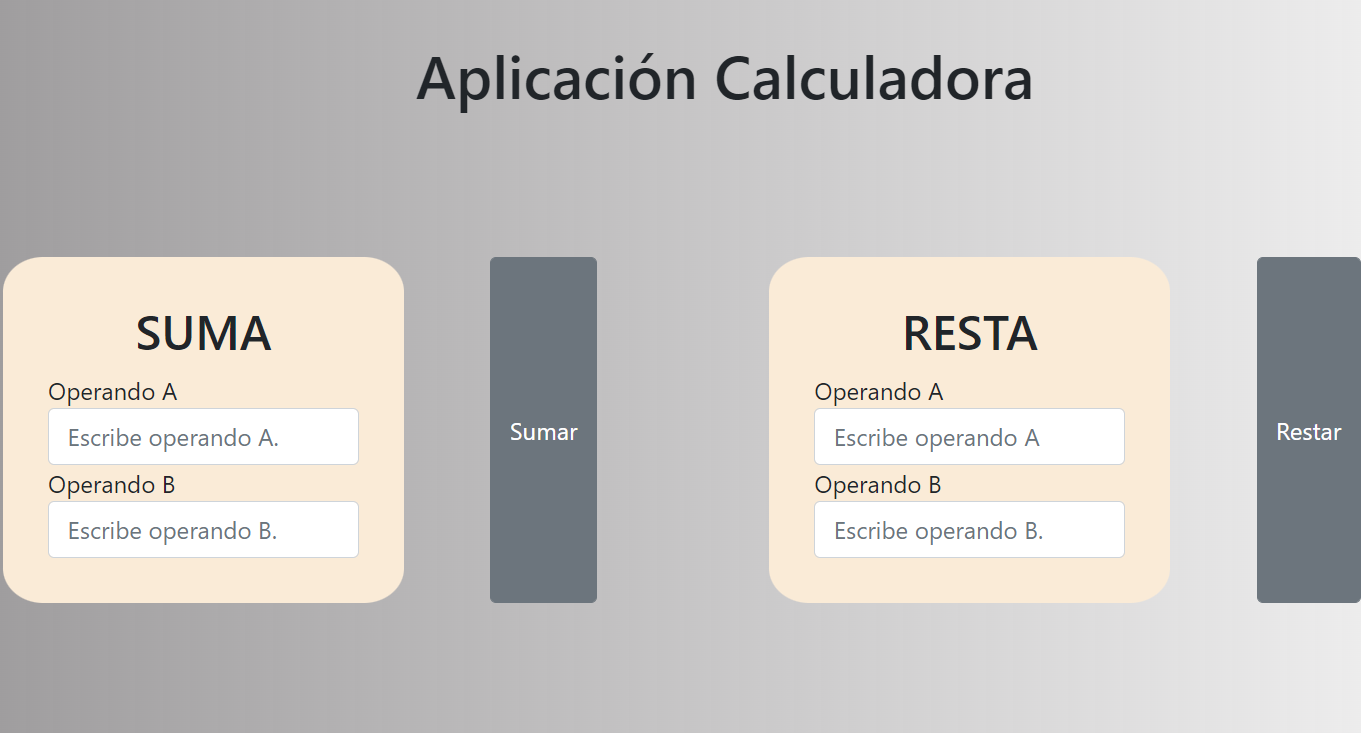 Aplicación Calculadora
SUMA
Operando A
Escribe operando A.
Operando B
Escribe operando B.
Sumar
RESTA
Operando A
Escribe operando A
Operando B
Escribe operando B.
Restar